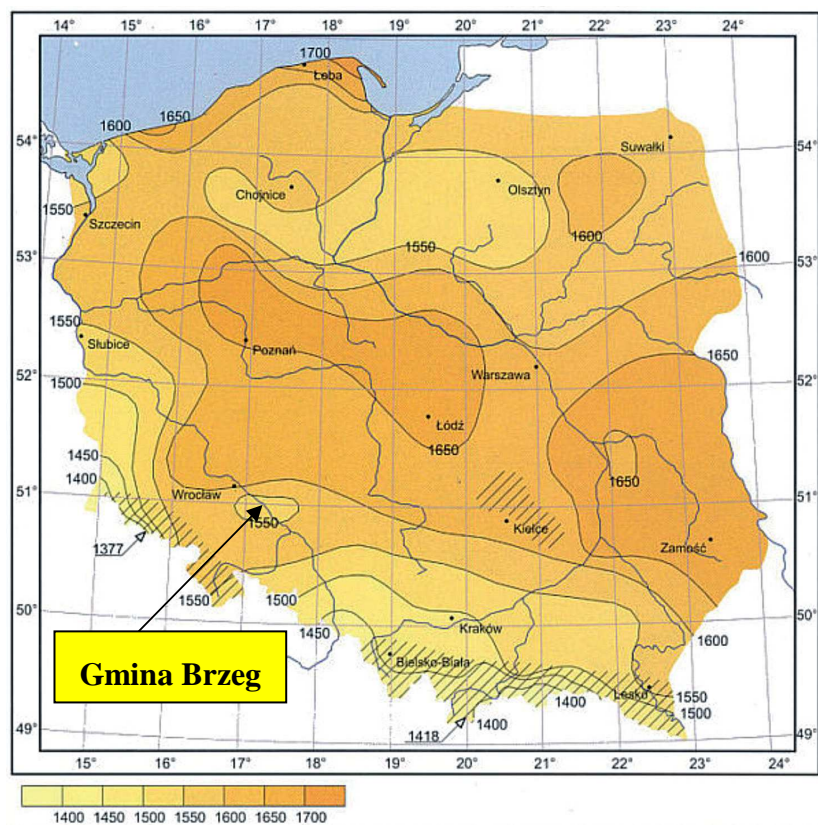 14° 15° 16° 17° 18° 19° 20° 21° 22° 23° 24°
1700
Łeba
1650
1600
54° 54°
Suwałki
Chojnice
Olsztyn
1550
Szczecin
1550
1600
53° 1600 53°
1550
Słubice
Poznań
1650
Warszawa
52° 52°
1500
Łódź
1650
1450
1650
1400
Wrocław
51° 51°
1550
Kielce
1377
Zamość
1550
1500
50° 50°
Kraków
1450
1600
Gmina Brzeg
Bielsko-Biała
Lesko
1550
1400
1500
1400
1418
49° 49°
15° 16° 17° 18° 19° 20° 21° 22° 23° 24°
1400 1450 1500 1550 1600 1650 1700